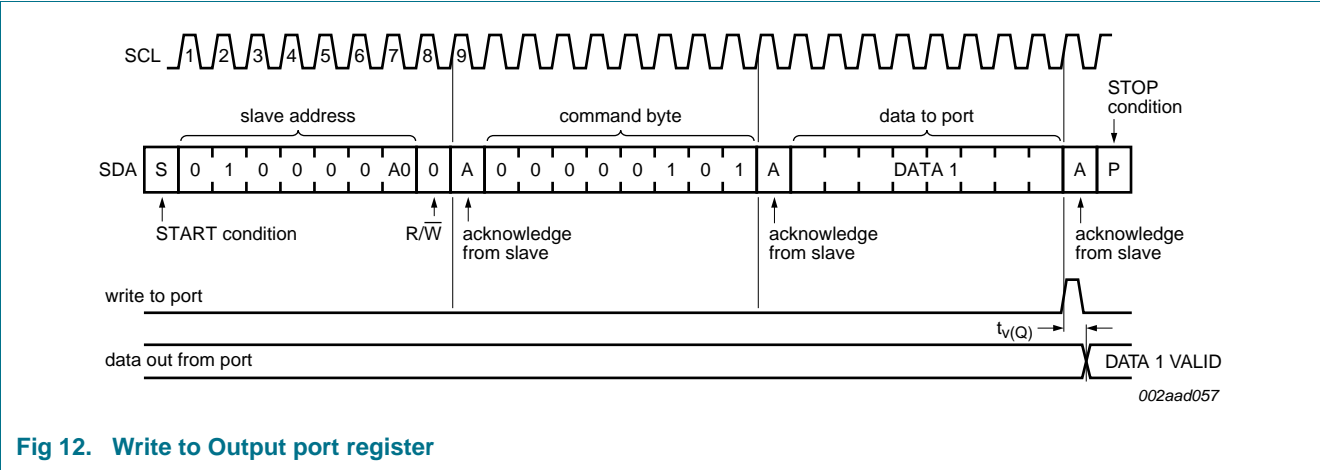 SCL 1 2 3 4 5 6 7 8 9
STOP
condition
slave address command byte data to port
SDA S 0 1 0 0 0 0 A0 0 A 0 0 0 0 0 1 0 1 A DATA 1 A P
START condition R/W̅ acknowledge
from slave acknowledge
from slave acknowledge
from slave
write to port
tv(Q)
data out from port DATA 1 VALID
002aad057
Fig 12. Write to Output port register